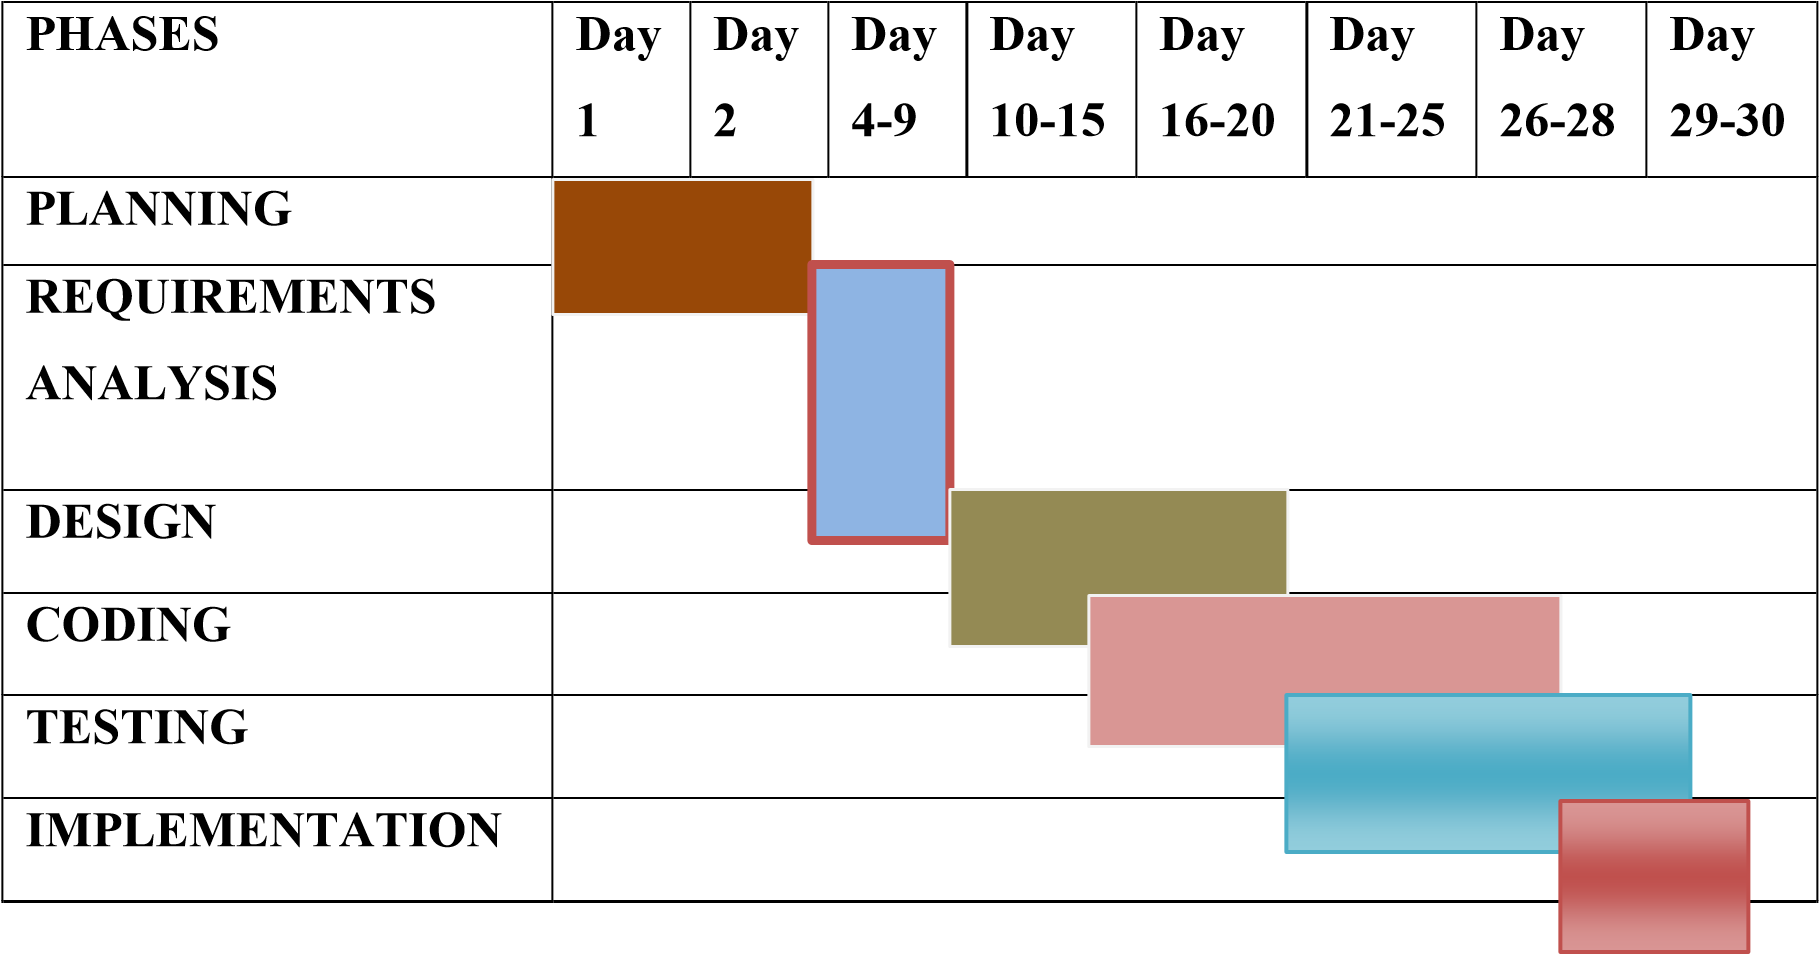 PHASES Day Day Day Day Day Day Day Day
1 2 4-9 10-15 16-20 21-25 26-28 29-30
PLANNING
REQUIREMENTS
ANALYSIS
DESIGN
CODING
TESTING
IMPLEMENTATION